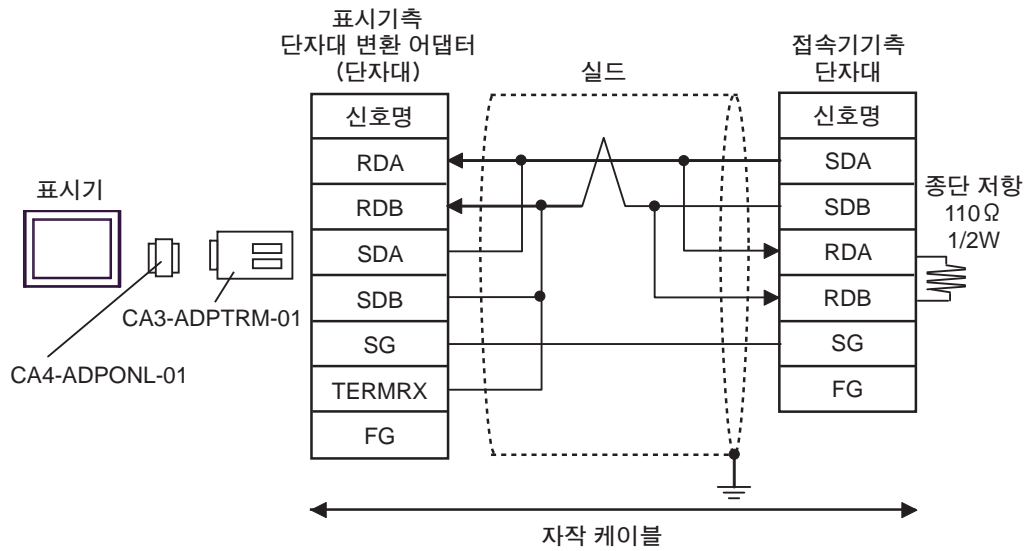 표시기측
단자대 변환 어댑터
(단자대)
실드
접속기기측
단자대
신호명
RDA
RDB
SDA
SDB
SG
TERMRX
FG
신호명
SDA
SDB
RDA
RDB
SG
FG
종단 저항
110Ω
1/2W
표시기
CA3-ADPTRM-01
CA4-ADPONL-01
자작 케이블